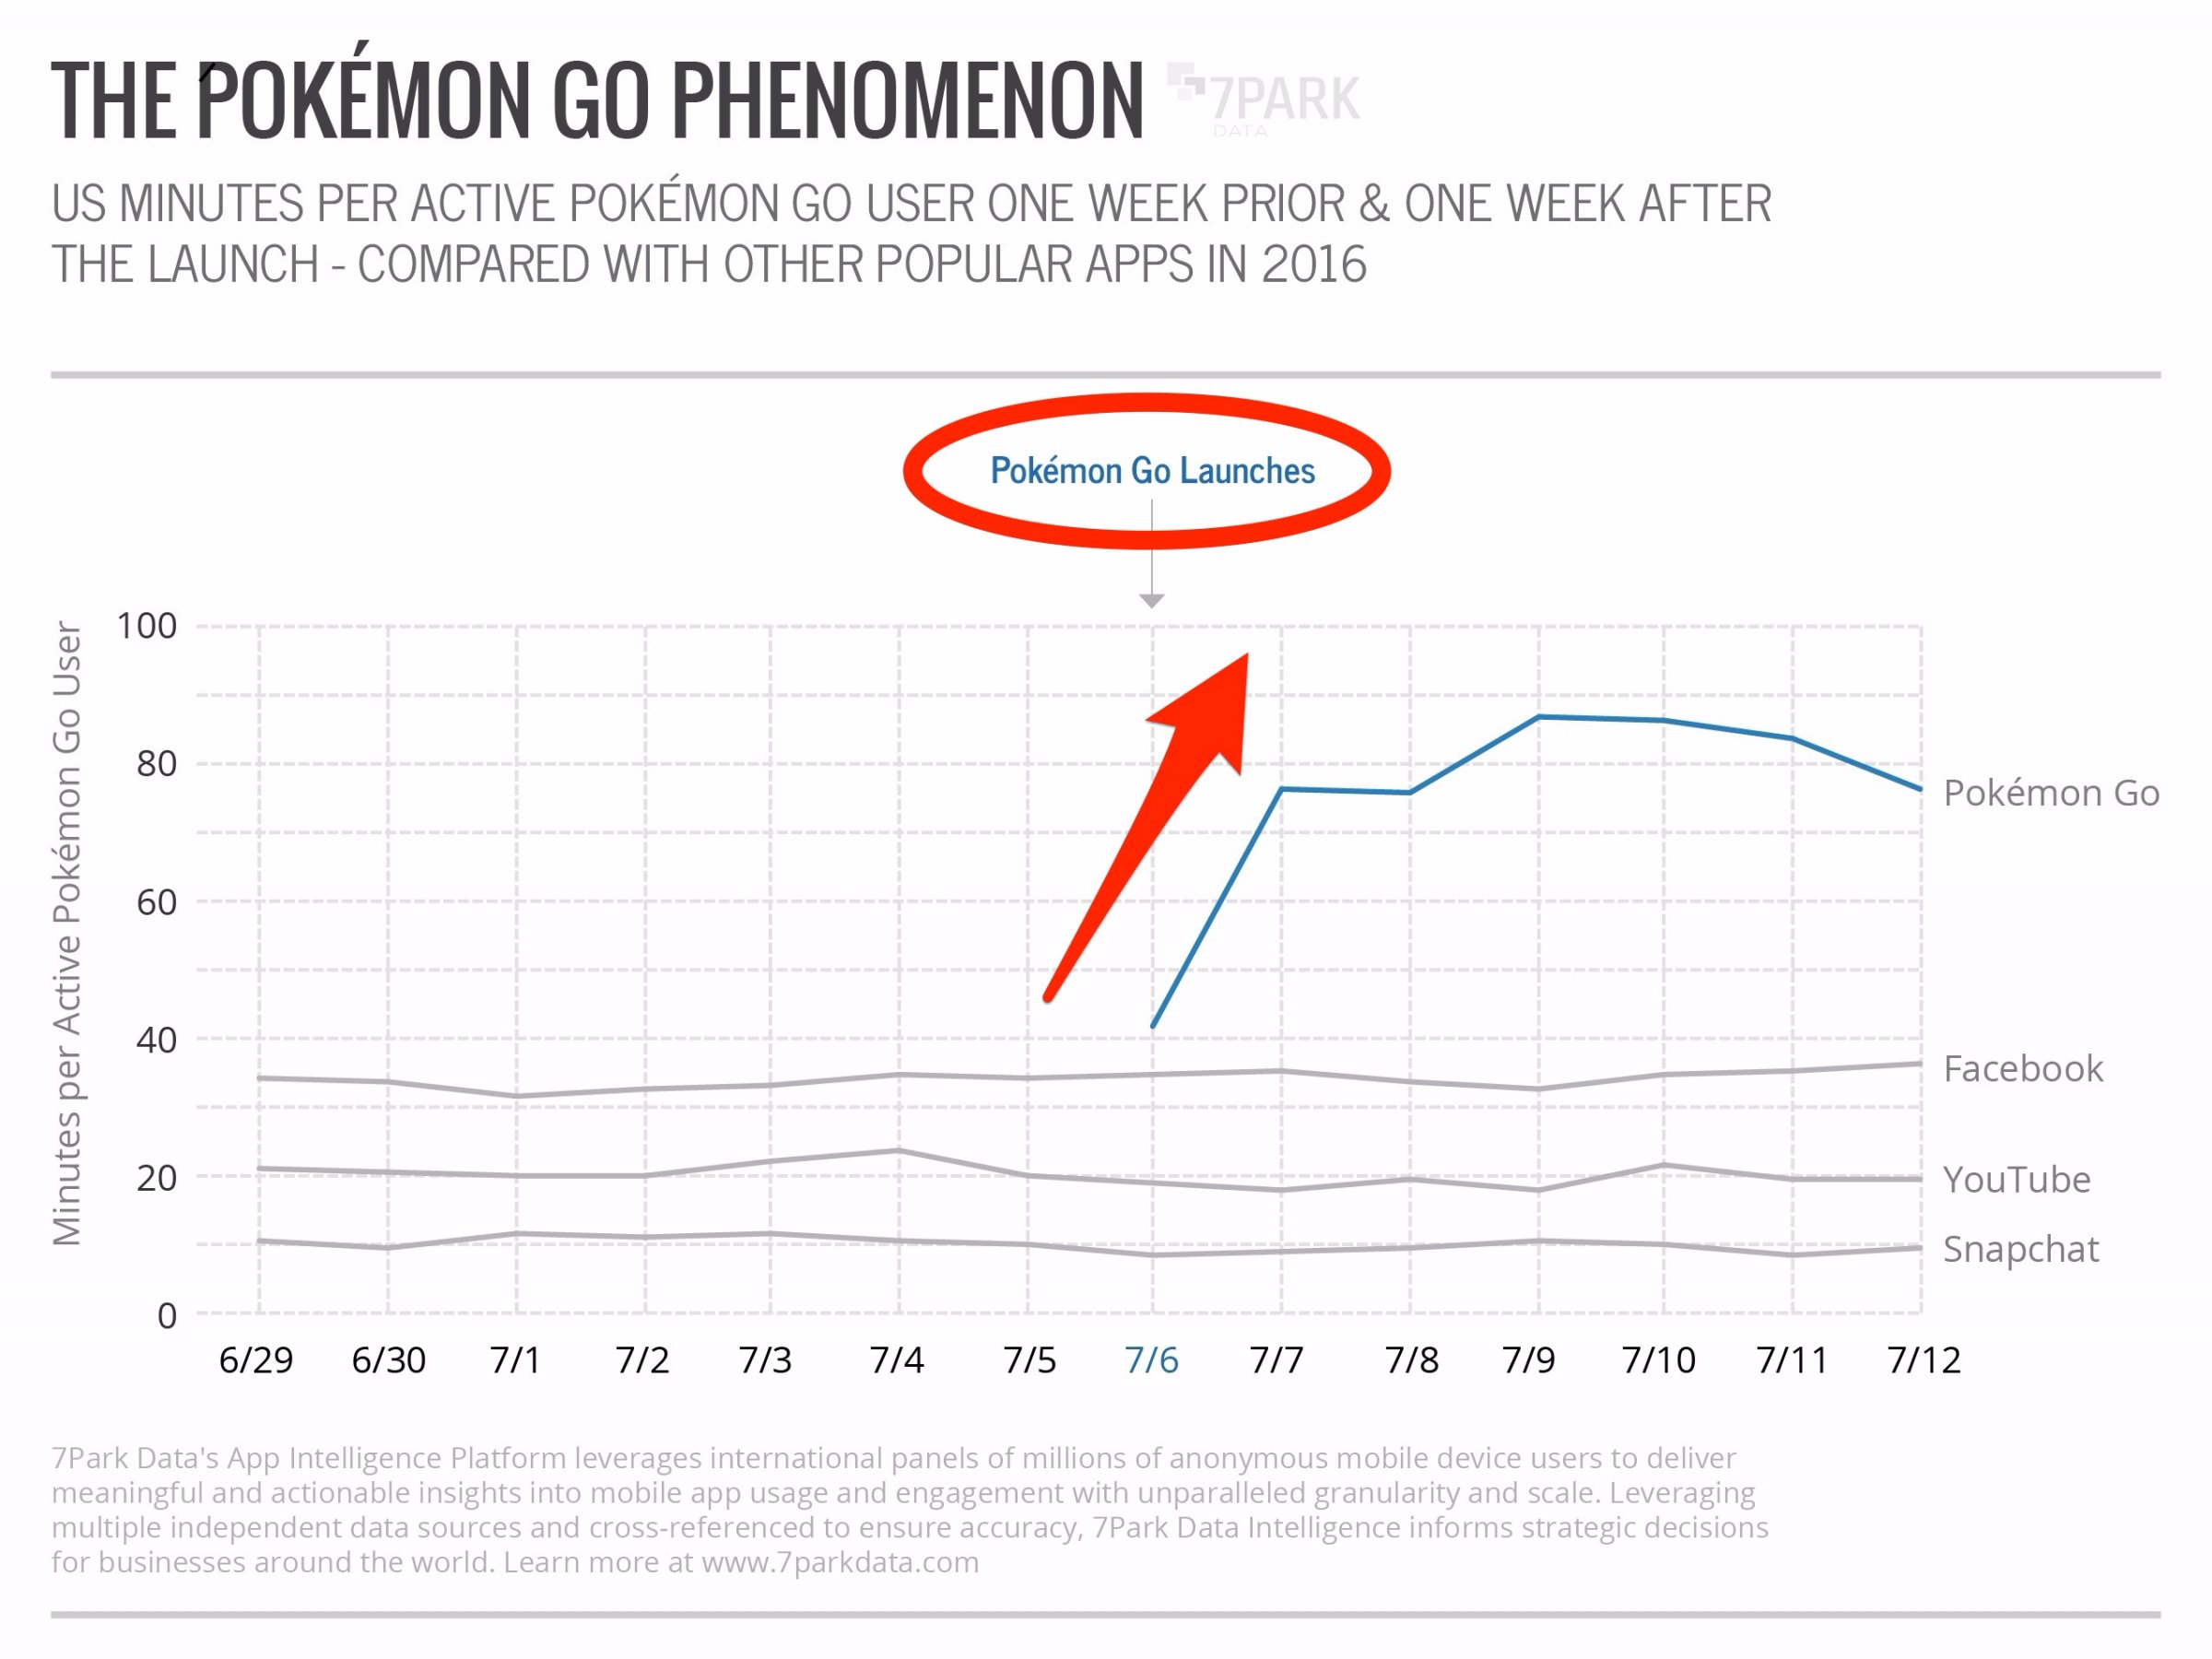 THE POKÉMON GO PHENOMENON
7PARK
DATA
US MINUTES PER ACTIVE POKÉMON GO USER ONE WEEK PRIOR & ONE WEEK AFTER
THE LAUNCH - COMPARED WITH OTHER POPULAR APPS IN 2016
Pokémon Go Launches
Minutes per Active Pokémon Go User
100
80
60
40
20
0
Pokémon Go
Facebook
YouTube
Snapchat
6/29 6/30 7/1 7/2 7/3 7/4 7/5 7/6 7/7 7/8 7/9 7/10 7/11 7/12
7Park Data's App Intelligence Platform leverages international panels of millions of anonymous mobile device users to deliver
meaningful and actionable insights into mobile app usage and engagement with unparalleled granularity and scale. Leveraging
multiple independent data sources and cross-referenced to ensure accuracy, 7Park Data Intelligence informs strategic decisions
for businesses around the world. Learn more at www.7parkdata.com